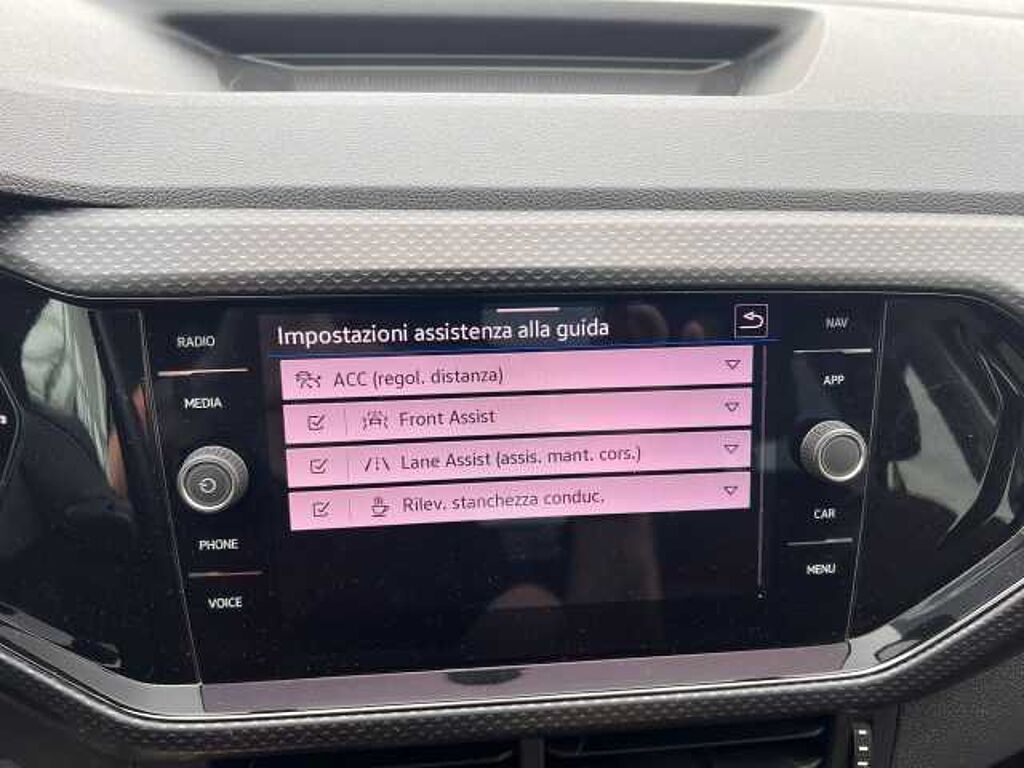 Impostazioni assistenza alla guida
ACC (regol. distanza)
Front Assist
Lane Assist (assis. mant. cors.)
Rilev. stanchezza conduc.
RADIO
MEDIA
PHONE
VOICE
NAV
APP
CAR
MENU